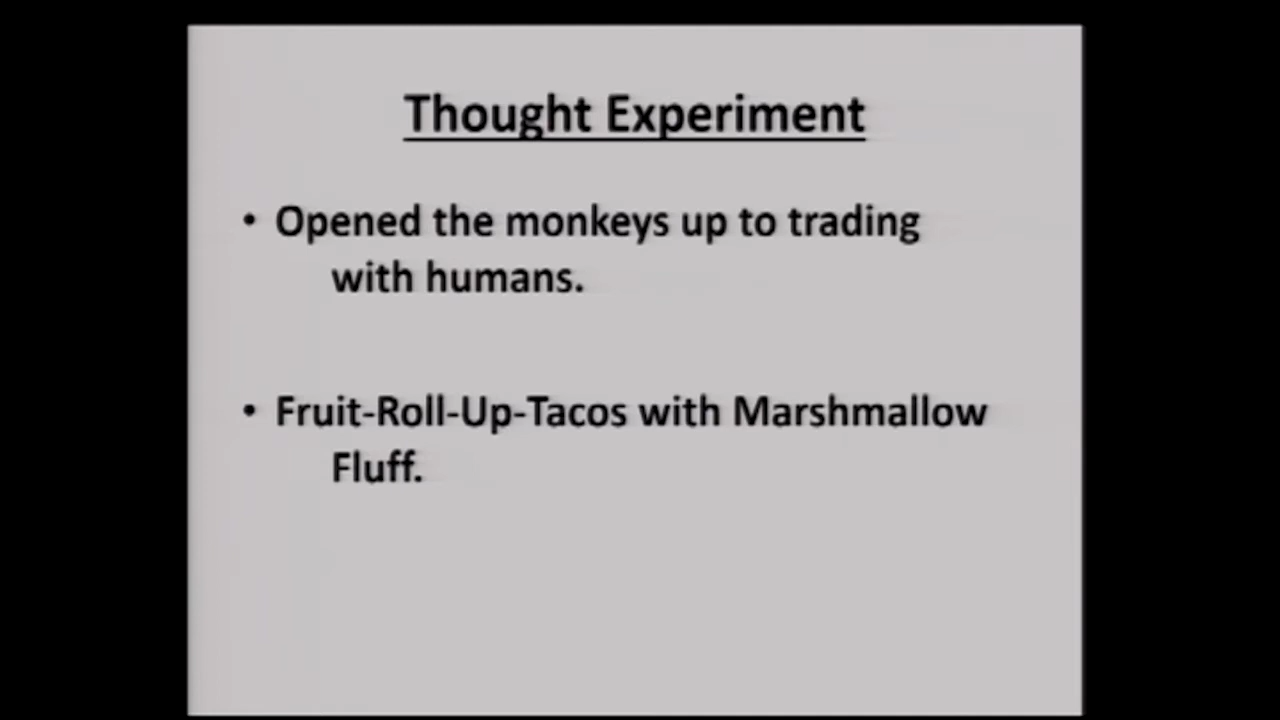 Thought Experiment
• Opened the monkeys up to trading
with humans.
• Fruit-Roll-Up-Tacos with Marshmallow
Fluff.